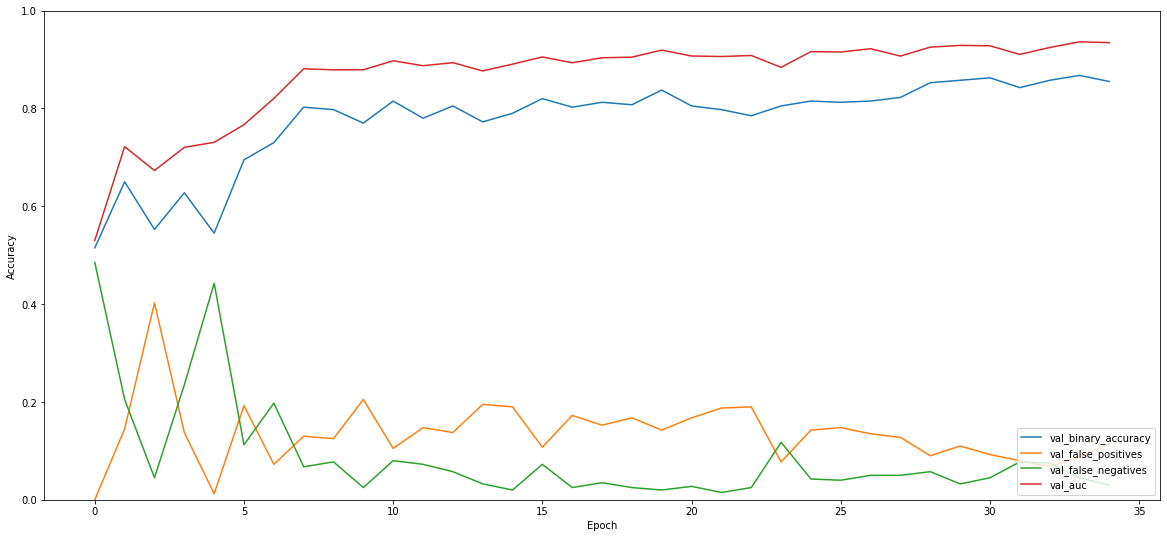 1.0
0.8
0.6
0.4
0.2
0.0
Accuracy
0 5 10 15 20 25 30 35
Epoch
val_binary_accuracy
val_false_positives
val_false_negatives
val_auc